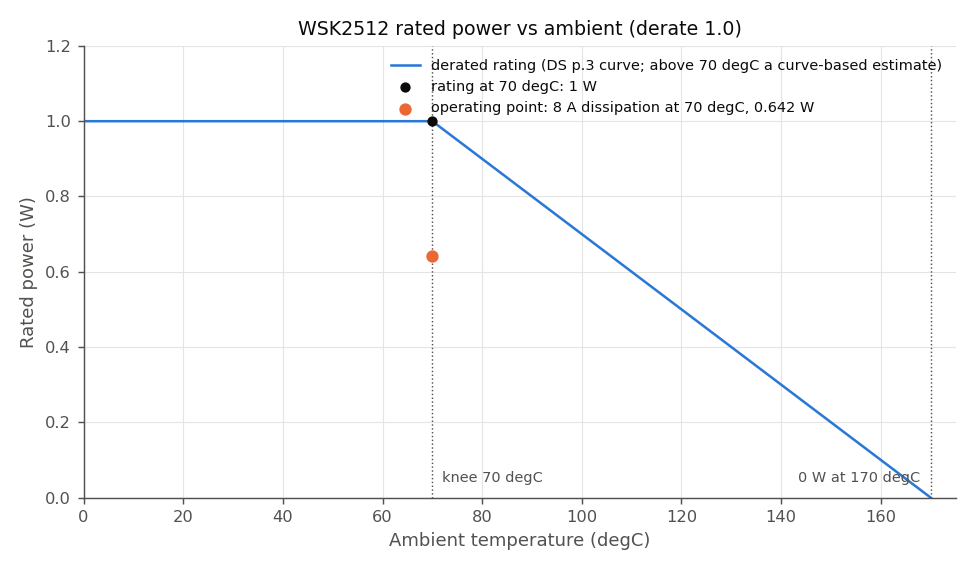 WSK2512 rated power vs ambient (derate 1.0)
derated rating (DS p.3 curve; above 70 degC a curve-based estimate)
rating at 70 degC: 1 W
operating point: 8 A dissipation at 70 degC, 0.642 W
Rated power (W)
1.2
1.0
0.8
0.6
0.4
0.2
0.0
knee 70 degC
0 W at 170 degC
0 20 40 60 80 100 120 140 160
Ambient temperature (degC)